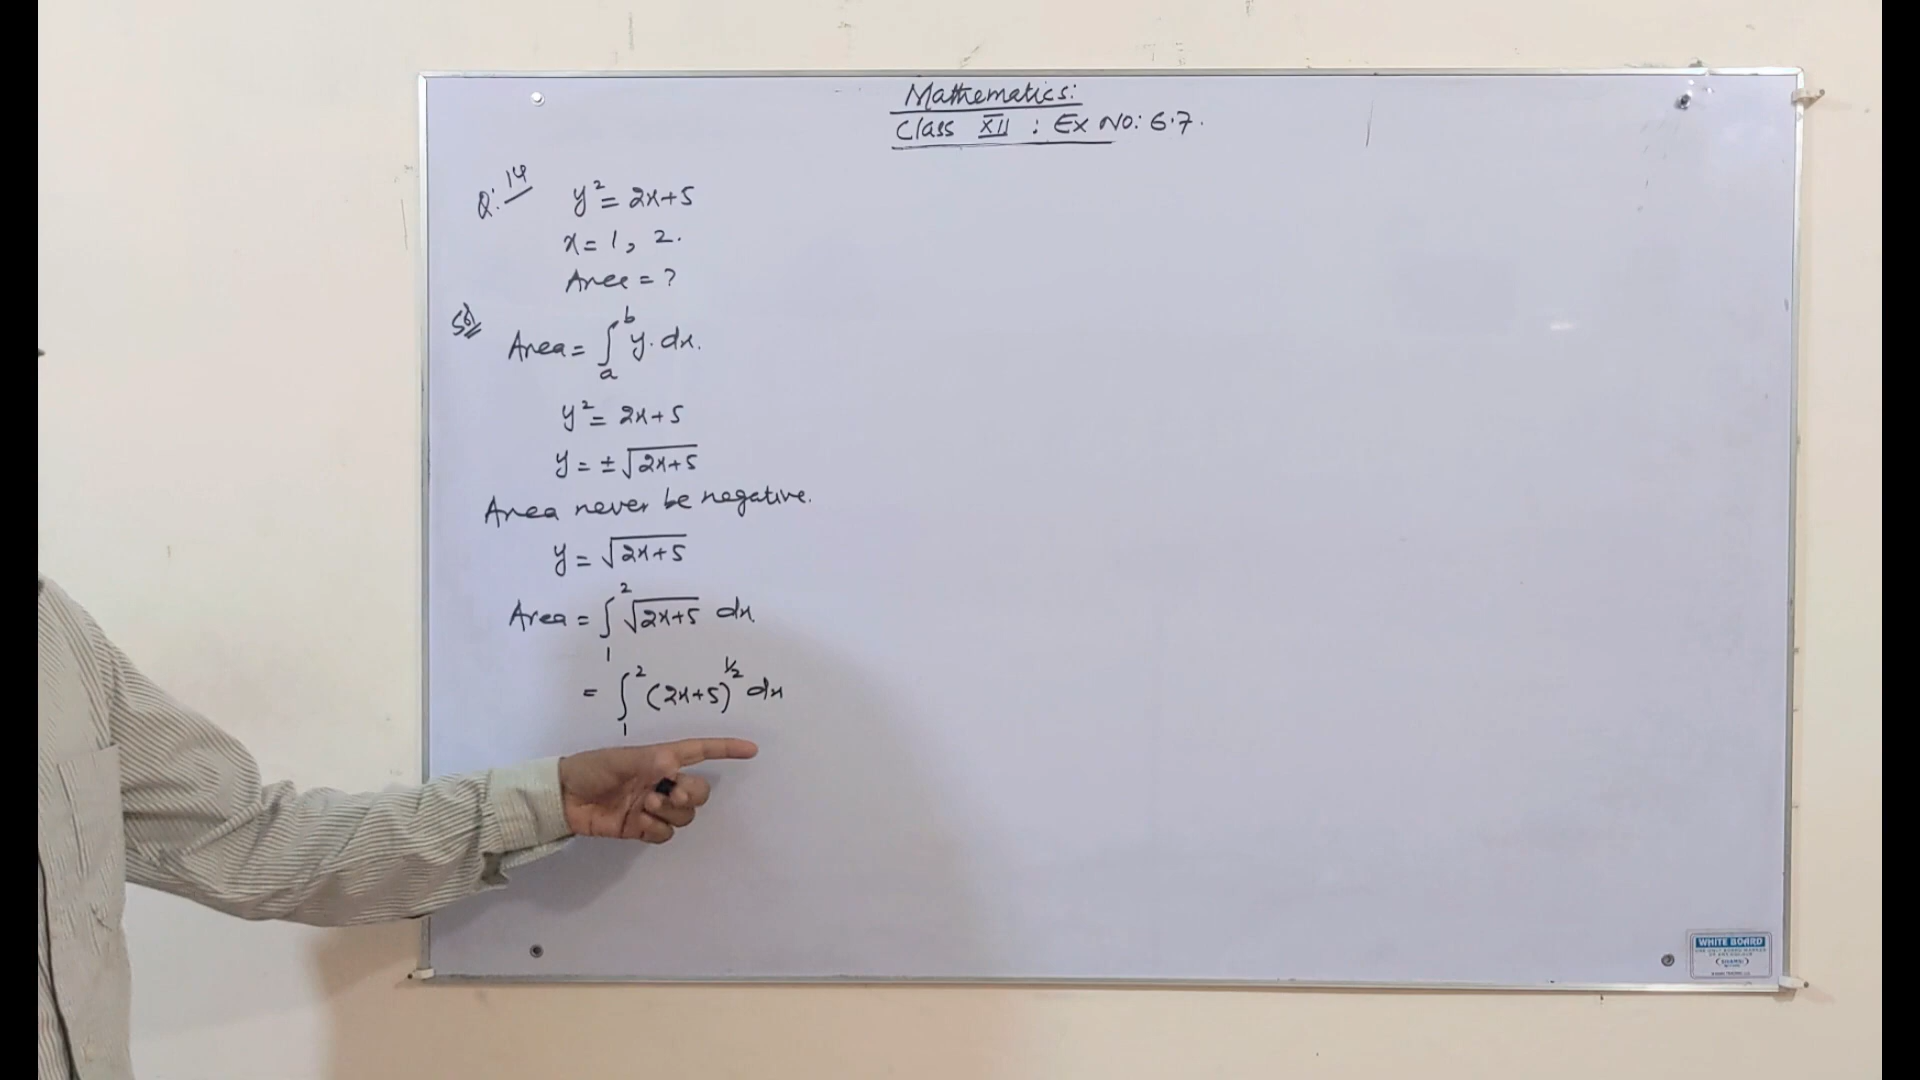 Mathematics:
Class XII : Ex No: 6.7.
Q: 14
y² = 2x+5
x = 1, 2.
Area = ?
Sol
Area = ∫ₐᵇ y. dx.
y² = 2x+5
y = ± √(2x+5)
Area never be negative.
y = √(2x+5)
Area = ∫₁² √(2x+5) dx.
= ∫₁² (2x+5)^1/2 dx
WHITE BOARD